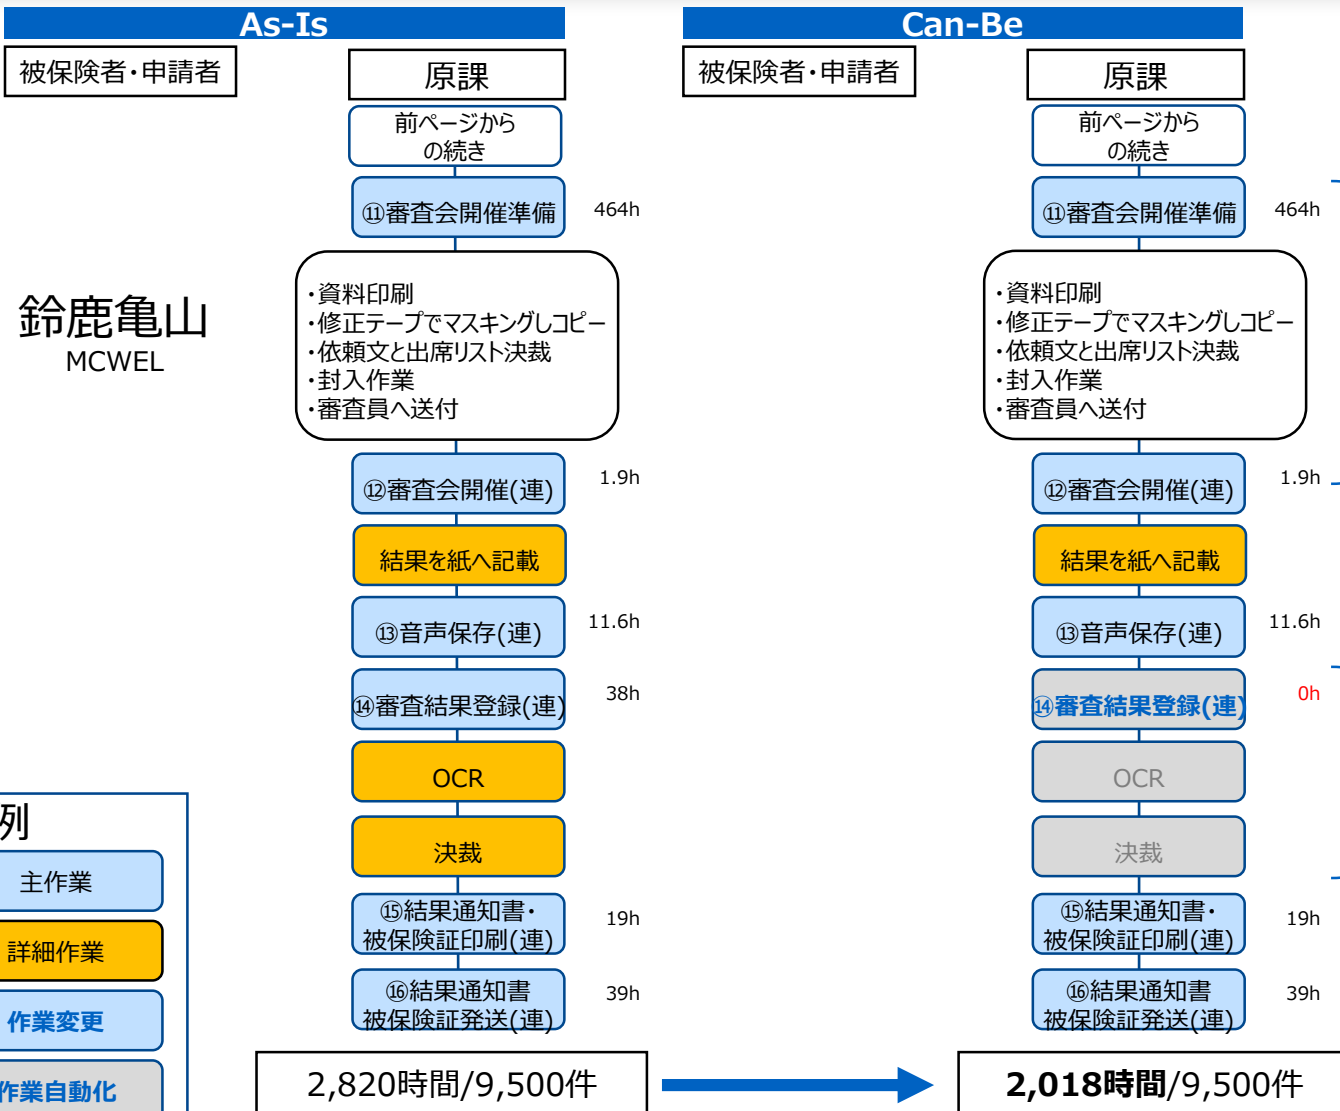 As-Is
被保険者・申請者
原課
前ページから
の続き
⑪審査会開催準備
464h
鈴鹿亀山
MCWEL
・資料印刷
・修正テープでマスキングしコピー
・依頼文と出席リスト決裁
・封入作業
・審査員へ送付
⑫審査会開催(連)
1.9h
結果を紙へ記載
⑬音声保存(連)
11.6h
⑭審査結果登録(連)
38h
OCR
決裁
⑮結果通知書・
被保険証印刷(連)
19h
⑯結果通知書
被保険証発送(連)
39h
2,820時間/9,500件
列
主作業
詳細作業
作業変更
作業自動化
Can-Be
被保険者・申請者
原課
前ページから
の続き
⑪審査会開催準備
464h
・資料印刷
・修正テープでマスキングしコピー
・依頼文と出席リスト決裁
・封入作業
・審査員へ送付
⑫審査会開催(連)
1.9h
結果を紙へ記載
⑬音声保存(連)
11.6h
⑭審査結果登録(連)
0h
OCR
決裁
⑮結果通知書・
被保険証印刷(連)
19h
⑯結果通知書
被保険証発送(連)
39h
2,018時間/9,500件